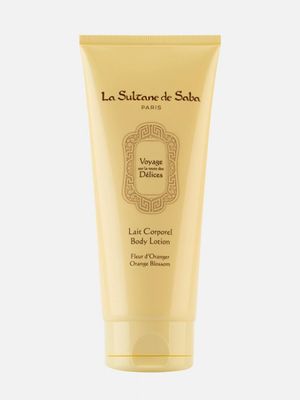 La Sultane de Saba
PARIS
Voyage
sur la route des
Délices
Lait Corporel
Body Lotion
Fleur d'Oranger
Orange Blossom